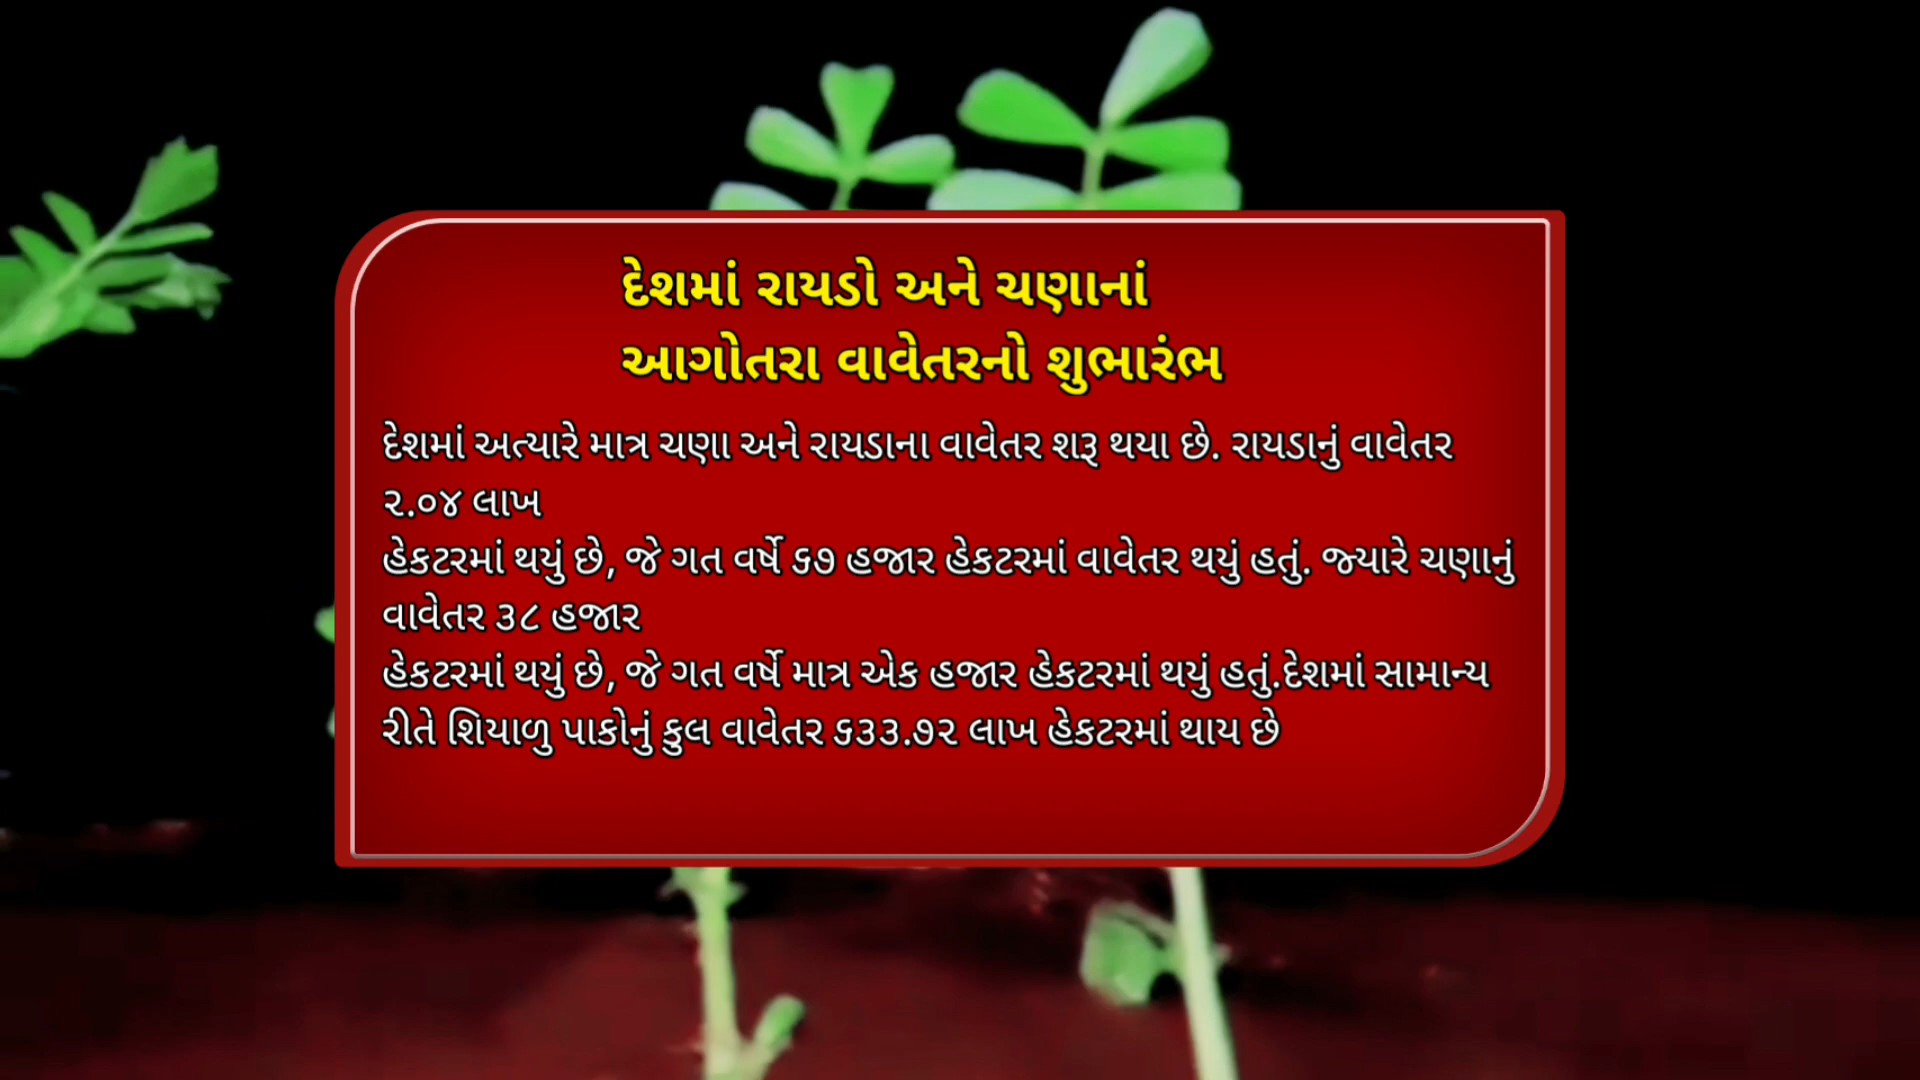 દેશમાં રાયડો અને ચણાનાં
આગોતરા વાવેતરનો શુભારંભ
દેશમાં અત્યારે માત્ર ચણા અને રાયડાના વાવેતર શરૂ થયા છે. રાયડાનું વાવેતર
૨.૦૪ લાખ
હેકટરમાં થયું છે, જે ગત વર્ષે ૬૭ હજાર હેકટરમાં વાવેતર થયું હતું. જ્યારે ચણાનું
વાવેતર ૩૮ હજાર
હેકટરમાં થયું છે, જે ગત વર્ષે માત્ર એક હજાર હેકટરમાં થયું હતું.દેશમાં સામાન્ય
રીતે શિયાળુ પાકોનું કુલ વાવેતર ૬૩૩.૭૨ લાખ હેકટરમાં થાય છે